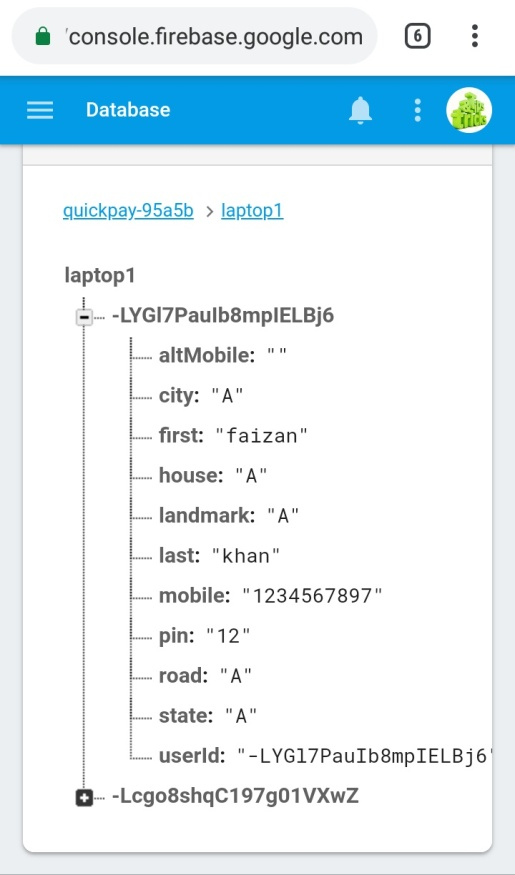 'console.firebase.google.com 6
Database
quickpay-95a5b > laptop1
laptop1
-LYGl7PauIb8mpIELBj6
altMobile: ""
city: "A"
first: "faizan"
house: "A"
landmark: "A"
last: "khan"
mobile: "1234567897"
pin: "12"
road: "A"
state: "A"
userId: "-LYGl7PauIb8mpIELBj6"
-Lcgo8shqC197g01VXwZ